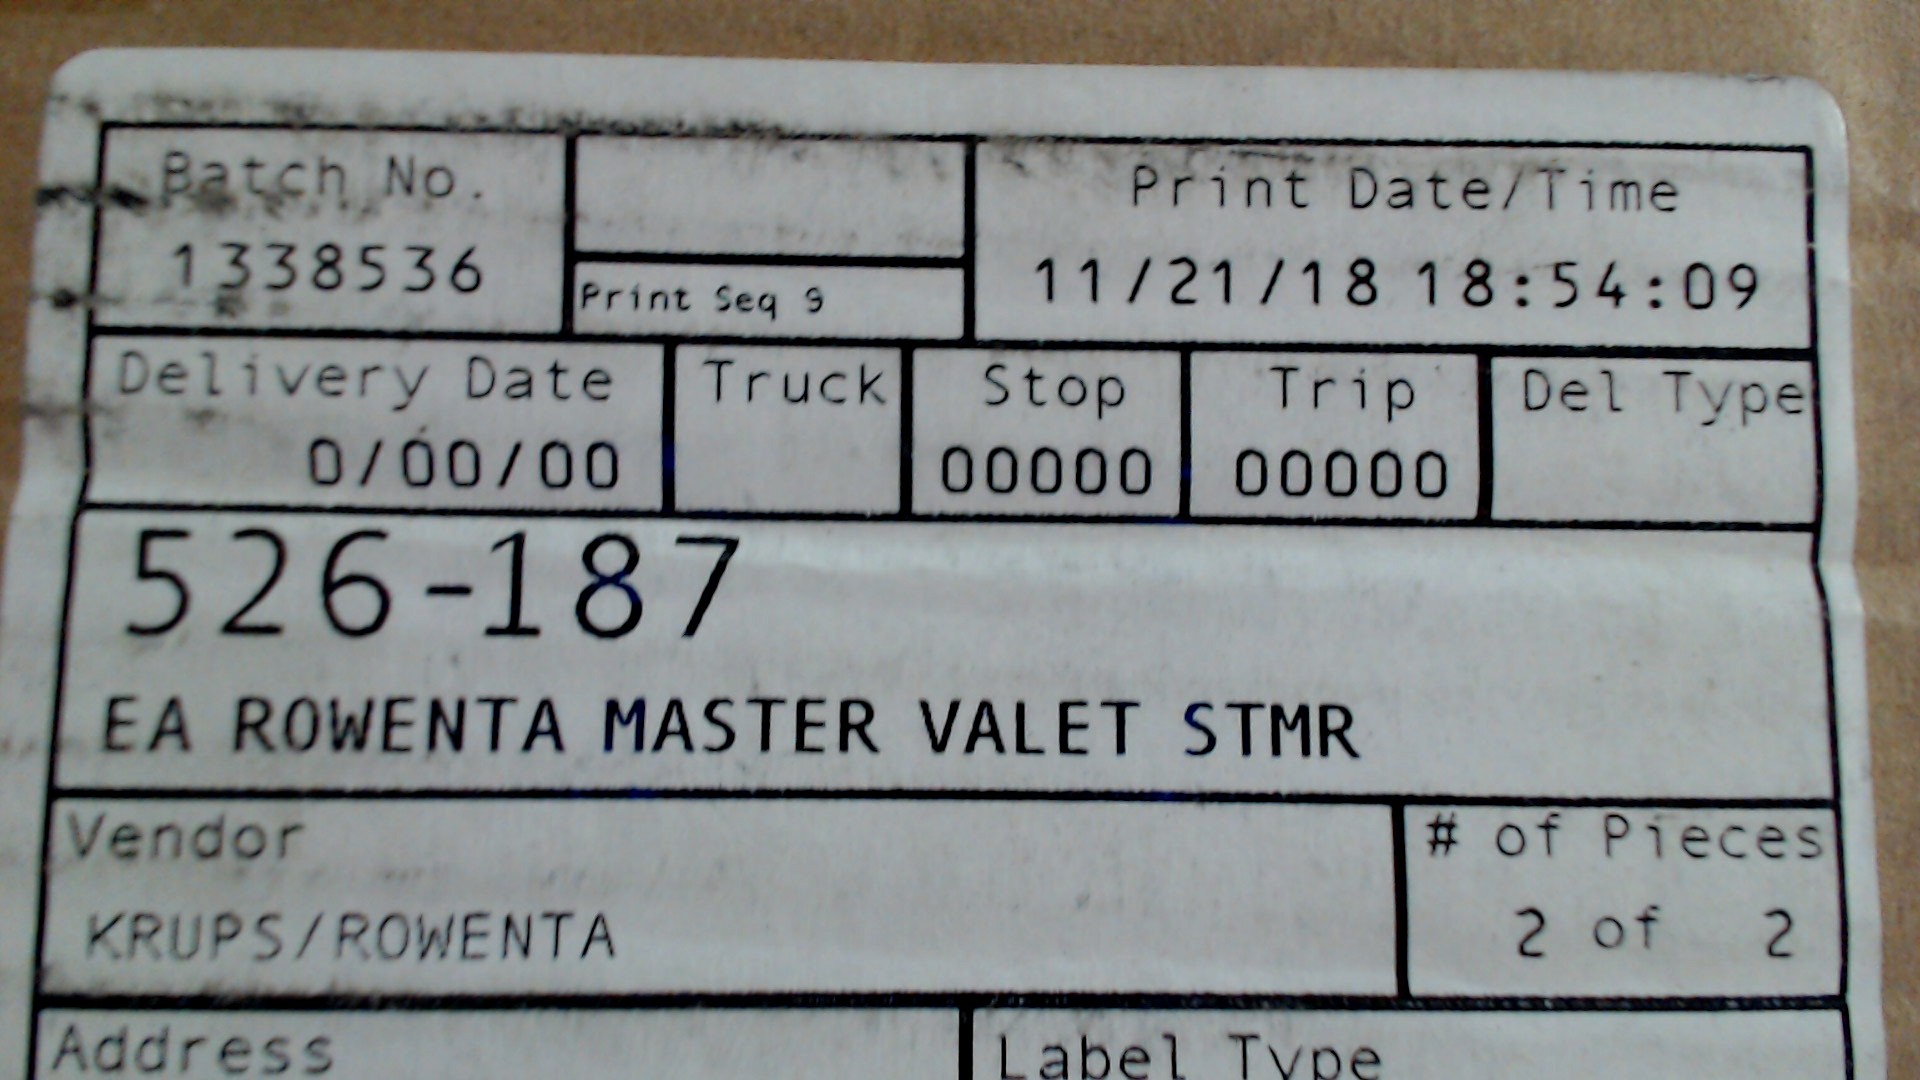 Batch No.
1338536
Print Seq 9
Print Date/Time
11/21/18 18:54:09
Delivery Date
0/00/00
Truck
Stop
00000
Trip
00000
Del Type
526-187
EA ROWENTA MASTER VALET STMR
Vendor
KRUPS/ROWENTA
# of Pieces
2 of 2
Address
Label Type